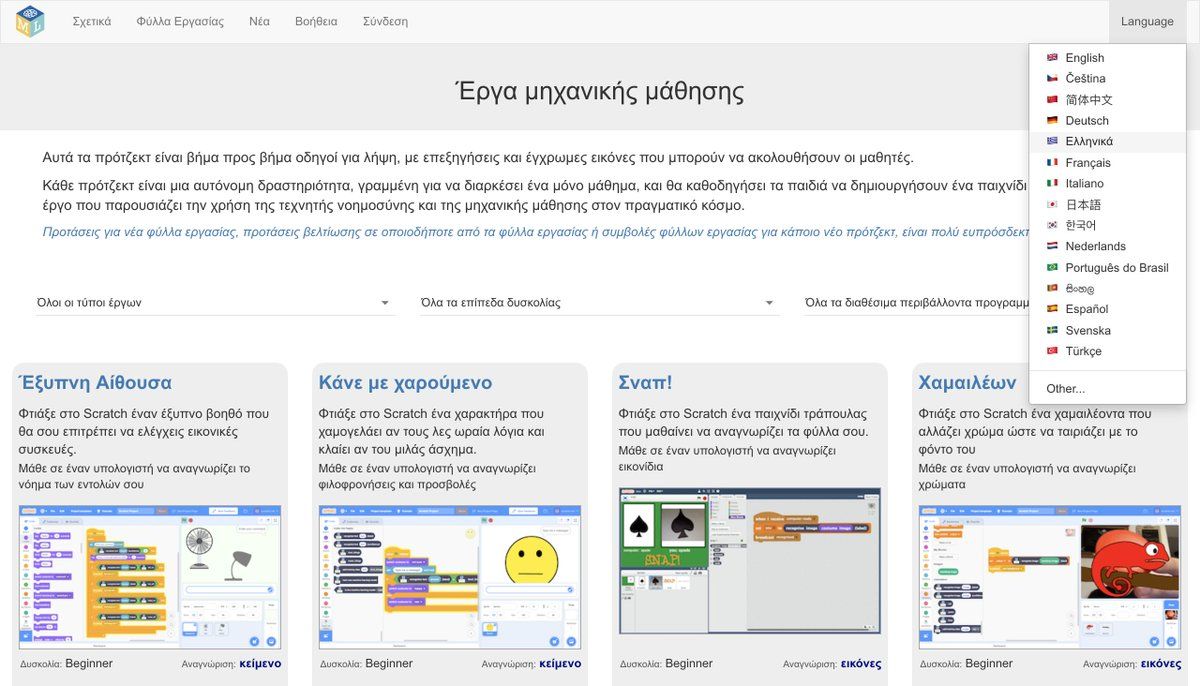 Σχετικά Φύλλα Εργασίας Νέα Βοήθεια Σύνδεση Language
English
Čeština
简体中文
Deutsch
Ελληνικά
Français
Italiano
日本語
한국어
Nederlands
Português do Brasil
සිංහල
Español
Svenska
Türkçe
Other...
Έργα μηχανικής μάθησης
Αυτά τα πρότζεκτ είναι βήμα προς βήμα οδηγοί για λήψη, με επεξηγήσεις και έγχρωμες εικόνες που μπορούν να ακολουθήσουν οι μαθητές.
Κάθε πρότζεκτ είναι μια αυτόνομη δραστηριότητα, γραμμένη για να διαρκέσει ένα μόνο μάθημα, και θα καθοδηγήσει τα παιδιά να δημιουργήσουν ένα παιχνίδι
έργο που παρουσιάζει την χρήση της τεχνητής νοημοσύνης και της μηχανικής μάθησης στον πραγματικό κόσμο.
Προτάσεις για νέα φύλλα εργασίας, προτάσεις βελτίωσης σε οποιοδήποτε από τα φύλλα εργασίας ή συμβολές φύλλων εργασίας για κάποιο νέο πρότζεκτ, είναι πολύ ευπρόσδεκτ
Όλοι οι τύποι έργων Όλα τα επίπεδα δυσκολίας Όλα τα διαθέσιμα περιβάλλοντα προγραμμ
Έξυπνη Αίθουσα
Φτιάξε στο Scratch έναν έξυπνο βοηθό που
θα σου επιτρέπει να ελέγχεις εικονικές
συσκευές.
Μάθε σε έναν υπολογιστή να αναγνωρίζει το
νόημα των εντολών σου
Δυσκολία: Beginner Αναγνώριση: κείμενο
Κάνε με χαρούμενο
Φτιάξε στο Scratch ένα χαρακτήρα που
χαμογελάει αν τους λες ωραία λόγια και
κλαίει αν του μιλάς άσχημα.
Μάθε σε έναν υπολογιστή να αναγνωρίζει
φιλοφρονήσεις και προσβολές
Δυσκολία: Beginner Αναγνώριση: κείμενο
Σναπ!
Φτιάξε στο Scratch ένα παιχνίδι τράπουλας
που μαθαίνει να αναγνωρίζει τα φύλλα σου.
Μάθε σε έναν υπολογιστή να αναγνωρίζει
εικονίδια
SNAP!
Δυσκολία: Beginner Αναγνώριση: εικόνες
Χαμαιλέων
Φτιάξε στο Scratch ένα χαμαιλέοντα που
αλλάζει χρώμα ώστε να ταιριάζει με το
φόντο του
Μάθε σε έναν υπολογιστή να αναγνωρίζει
χρώματα
Δυσκολία: Beginner Αναγνώριση: εικόνες